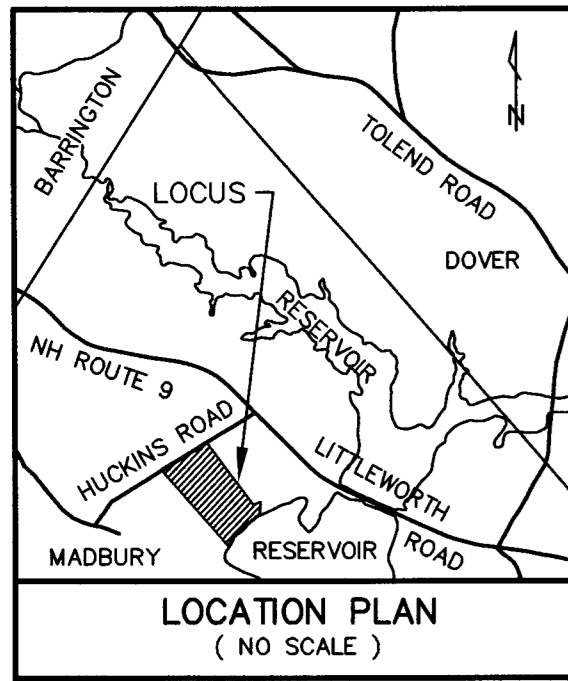 N
BARRINGTON
TOLEND ROAD
LOCUS
DOVER
RESERVOIR
NH ROUTE 9
HUCKINS ROAD
LITTLEWORTH
ROAD
MADBURY
RESERVOIR
LOCATION PLAN
( NO SCALE )